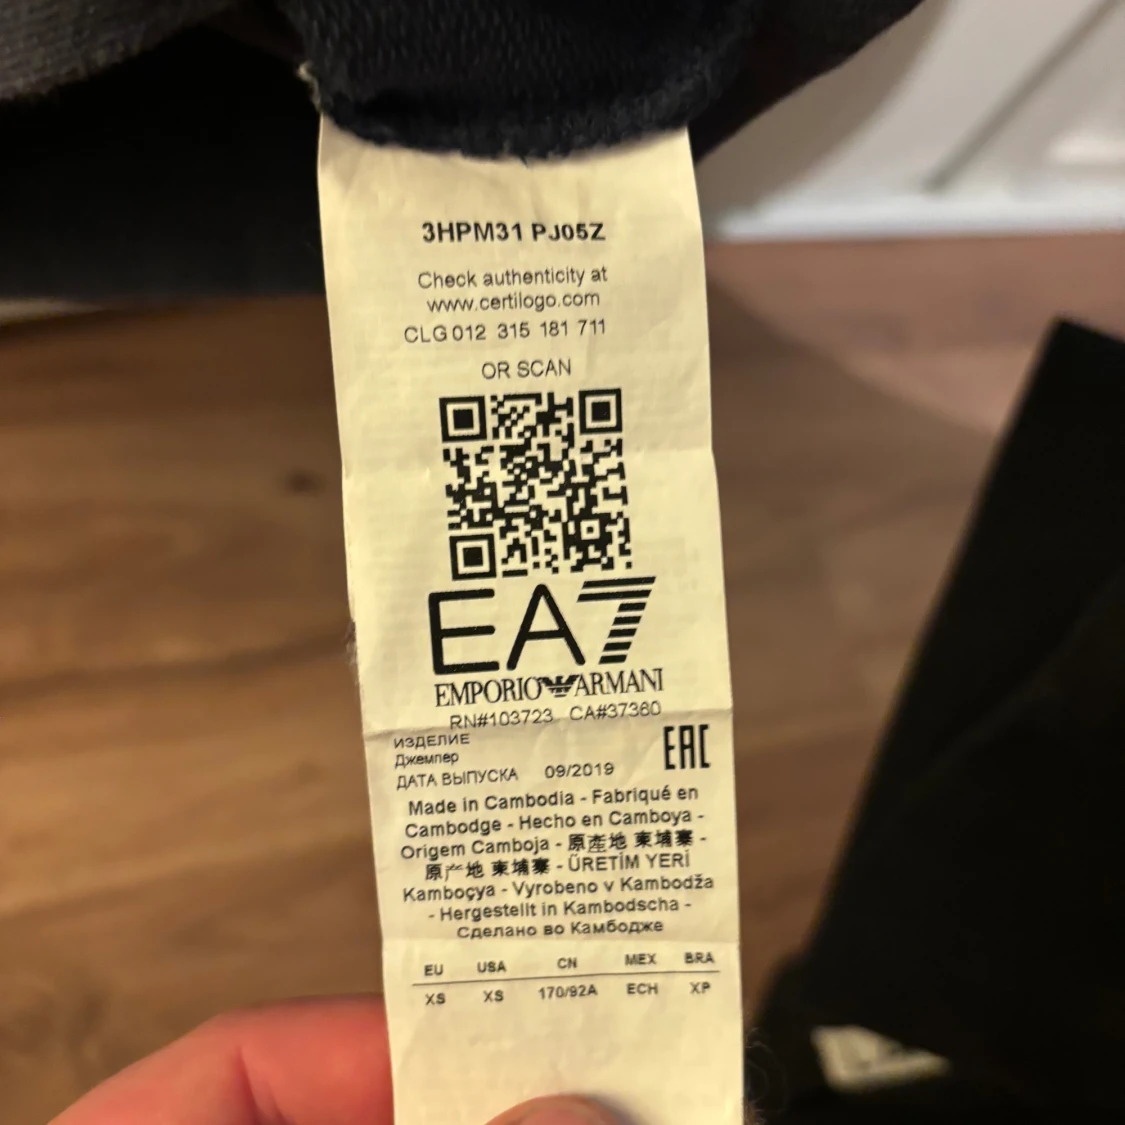 3HPM31 PJ05Z
Check authenticity at
www.certilogo.com
CLG 012 315 181 711
OR SCAN
EA7
EMPORIO ARMANI
RN#103723 CA#37360
ИЗДЕЛИЕ
Джемпер
EAC
ДАТА ВЫПУСКА 09/2019
Made in Cambodia - Fabriqué en
Cambodge - Hecho en Camboya -
Origem Camboja - 原產地 柬埔寨 -
原产地 柬埔寨 - ÜRETİM YERİ
Kamboçya - Vyrobeno v Kambodža
- Hergestellt in Kambodscha -
Сделано во Камбодже
EU USA CN MEX BRA
XS XS 170/92A ECH XP